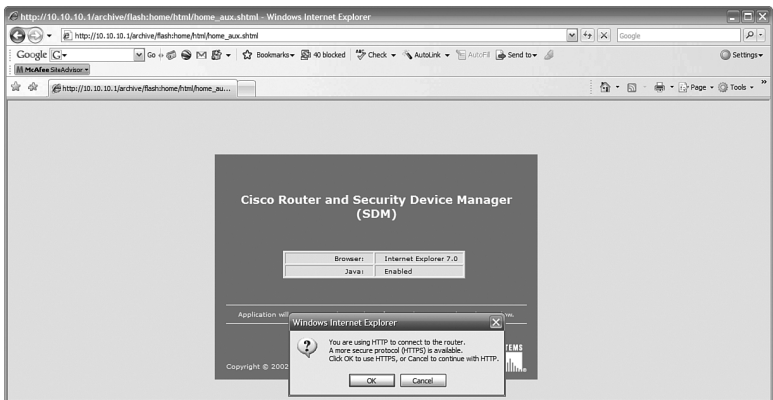 http://10.10.10.1/archive/flash:home/html/home_aux.shtml - Windows Internet Explorer
http://10.10.10.1/archive/flash:home/html/home_aux.shtml
Google
Google G Go Bookmarks 40 blocked Check AutoLink AutoFill Send to Settings
McAfee SiteAdvisor
http://10.10.10.1/archive/flash:home/html/home_au... Page Tools »
Cisco Router and Security Device Manager
(SDM)
Browser: Internet Explorer 7.0
Java: Enabled
Application
Windows Internet Explorer
You are using HTTP to connect to the router.
A more secure protocol (HTTPS) is available.
Click OK to use HTTPS, or Cancel to continue with HTTP.
OK Cancel
Copyright © 2002